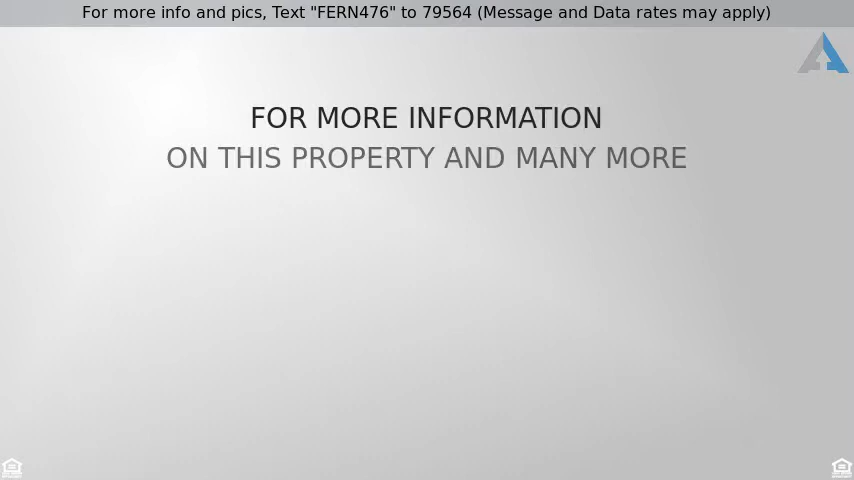 For more info and pics, Text "FERN476" to 79564 (Message and Data rates may apply)
FOR MORE INFORMATION
ON THIS PROPERTY AND MANY MORE